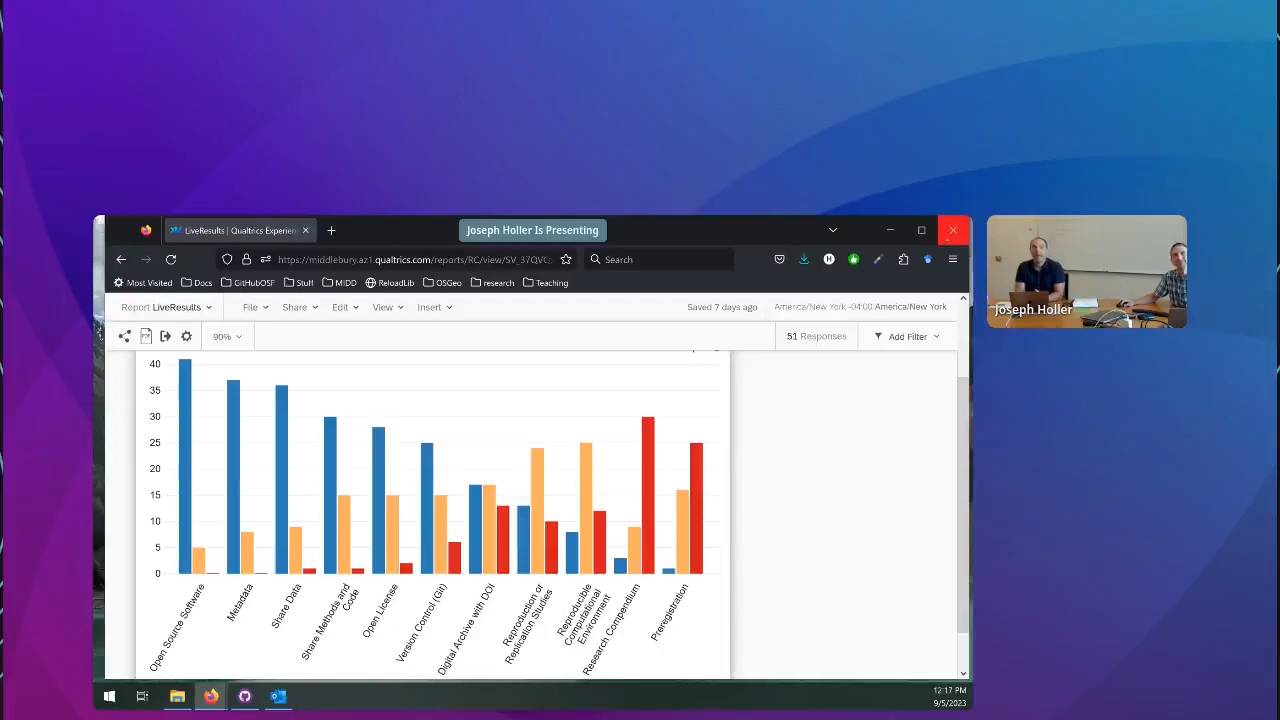 LiveResults | Qualtrics Experien
Joseph Holler Is Presenting
https://middlebury.az1.qualtrics.com/reports/RC/view/SV_37QVQ
Search
Most Visited
Docs
GitHubOSF
Stuff
MIDD
ReloadLib
OSGeo
research
Teaching
Report LiveResults
File
Share
Edit
View
Insert
Saved 7 days ago
America/New York -04:00 America/New York
90%
51 Responses
Add Filter
Joseph Holler
40
35
30
25
20
15
10
5
0
Open Source Software
Metadata
Share Data
Share Methods and
Code
Open License
Version Control (Git)
Digital Archive with DOI
Reproduction or
Replication Studies
Reproducible
Computational
Environment
Research Compendium
Preregistration
12:17 PM
9/5/2023